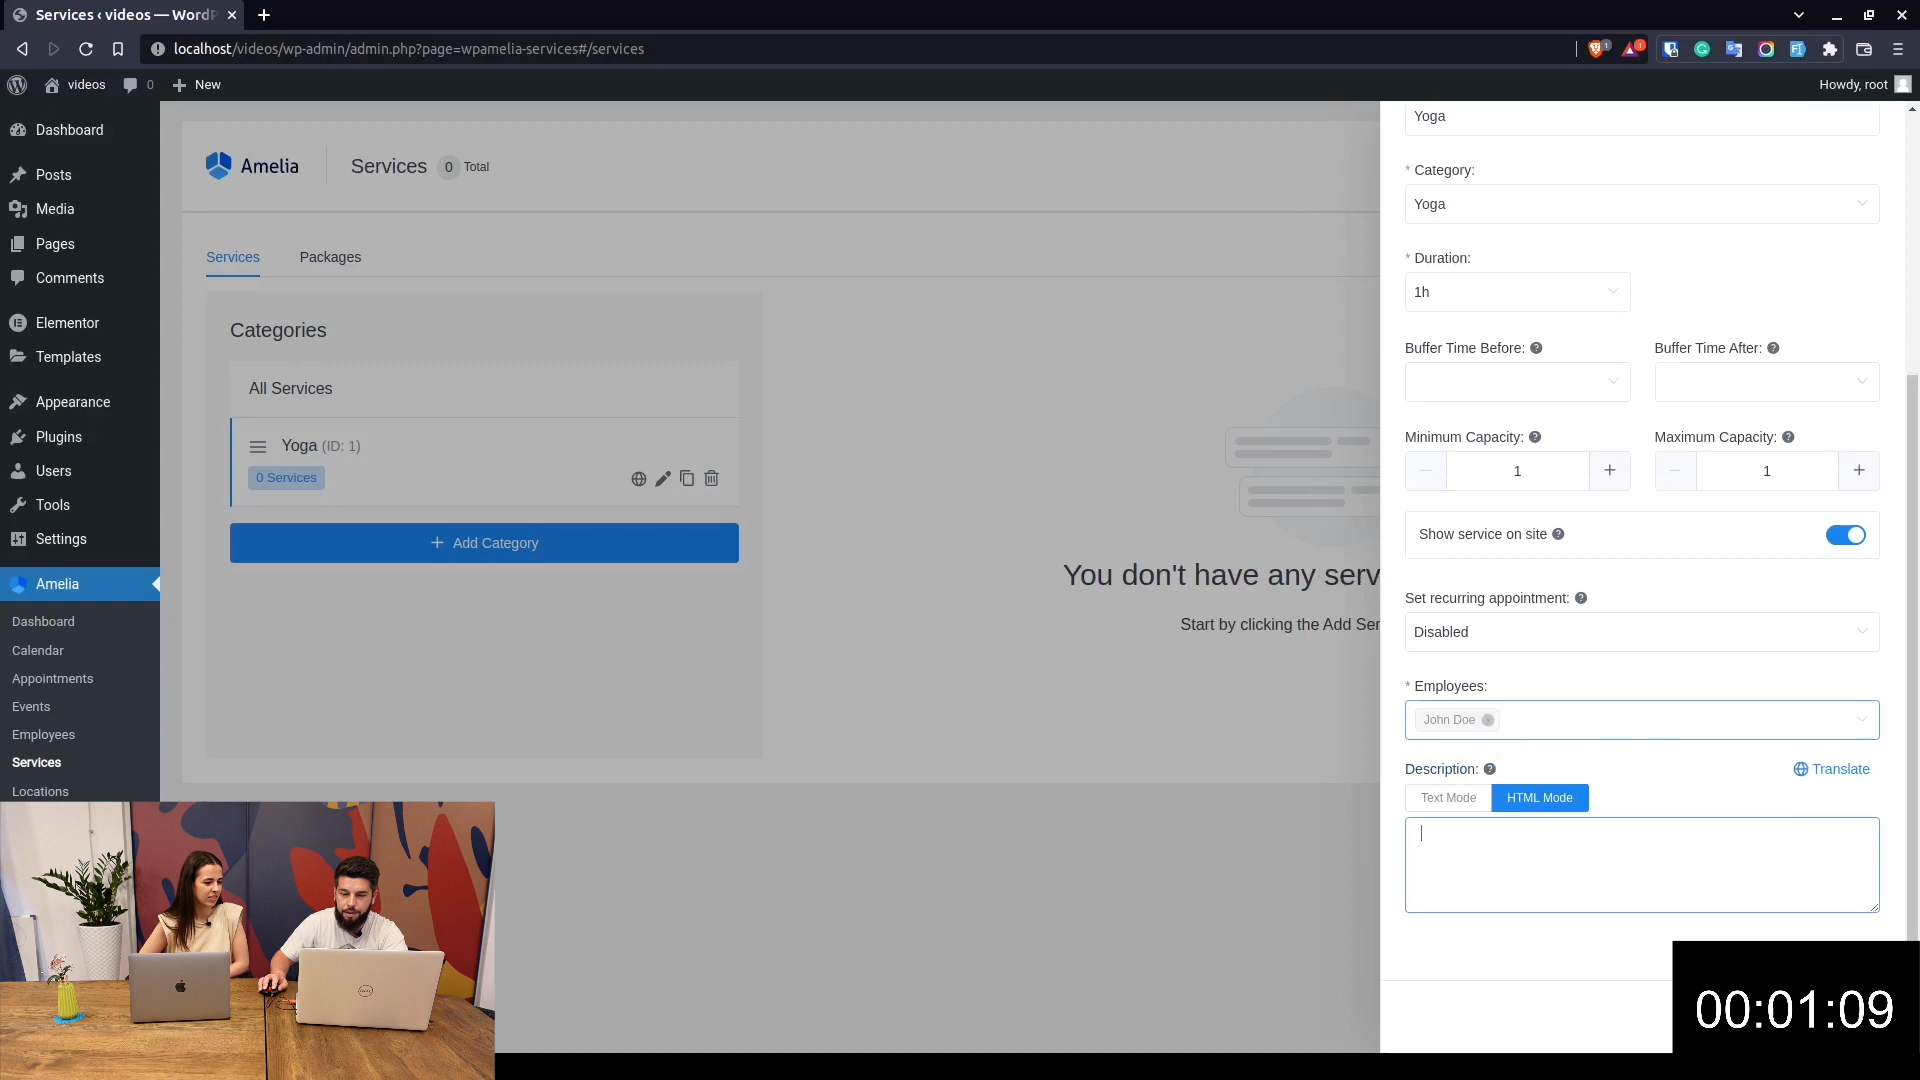 Services ‹ videos — WordP
localhost/videos/wp-admin/admin.php?page=wpamelia-services#/services
1
1
videos
0
New
Howdy, root
Dashboard
Posts
Media
Pages
Comments
Elementor
Templates
Appearance
Plugins
Users
Tools
Settings
Amelia
Dashboard
Calendar
Appointments
Events
Employees
Services
Locations
Amelia
Services 0 Total
Services Packages
Categories
All Services
Yoga (ID: 1)
0 Services
+ Add Category
You don't have any serv
Start by clicking the Add Ser
Yoga
* Category:
Yoga
* Duration:
1h
Buffer Time Before: ? Buffer Time After: ?
Minimum Capacity: ? Maximum Capacity: ?
— 1 + — 1 +
Show service on site ?
Set recurring appointment: ?
Disabled
* Employees:
John Doe
Description: ? Translate
Text Mode HTML Mode
00:01:09